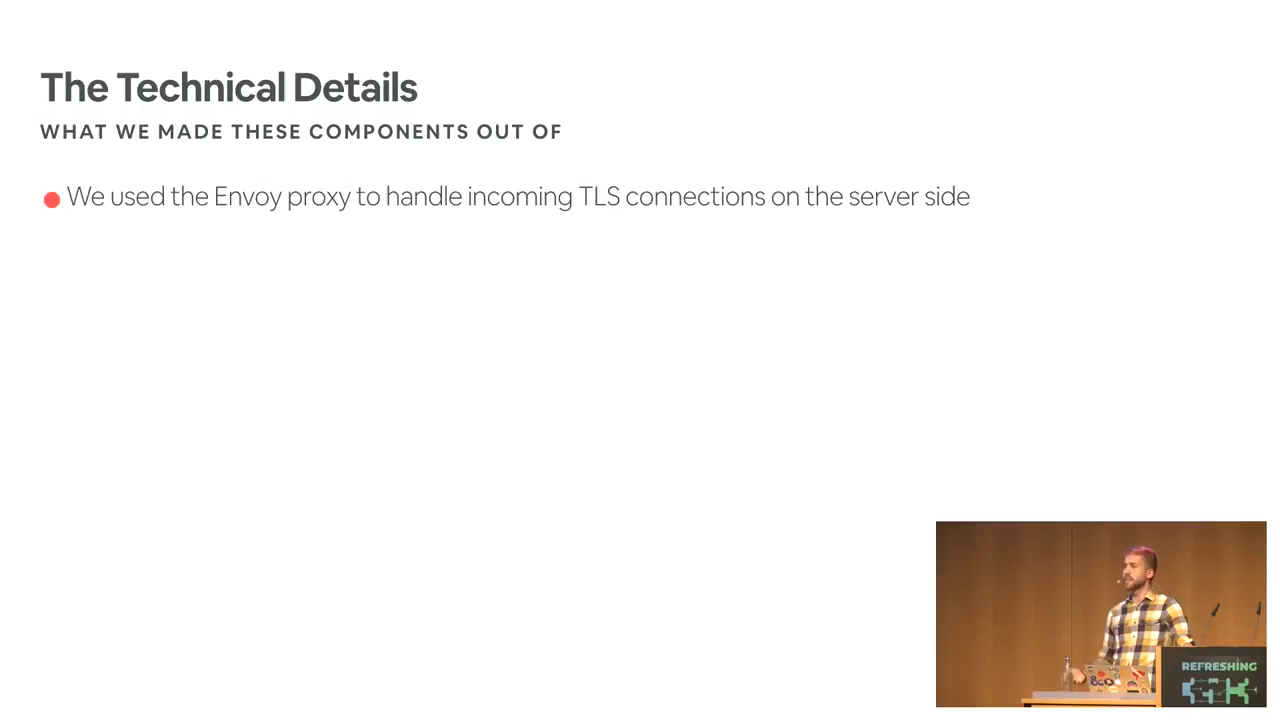 The Technical Details
WHAT WE MADE THESE COMPONENTS OUT OF
We used the Envoy proxy to handle incoming TLS connections on the server side
REFRESHING